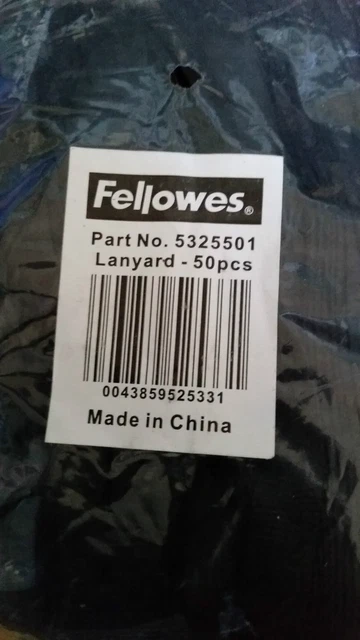 Fellowes®
Part No. 5325501
Lanyard - 50pcs
0043859525331
Made in China